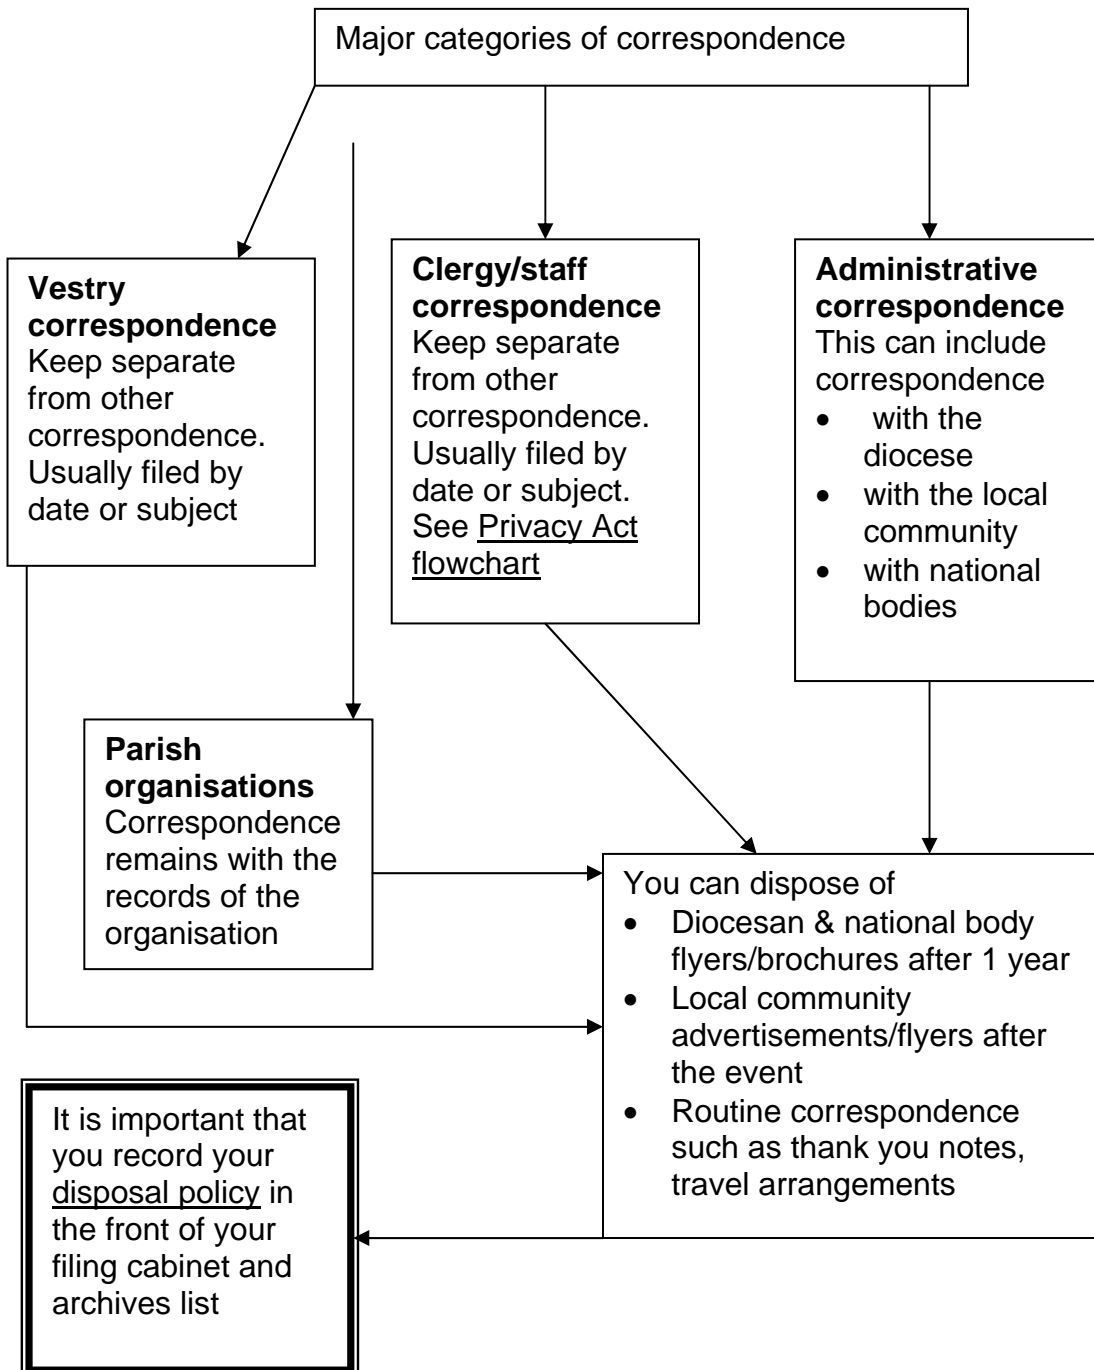 Major categories of correspondence
Vestry
correspondence
Keep separate
from other
correspondence.
Usually filed by
date or subject
Clergy/staff
correspondence
Keep separate
from other
correspondence.
Usually filed by
date or subject.
See Privacy Act
flowchart
Administrative
correspondence
This can include
correspondence
• with the
diocese
• with the local
community
• with national
bodies
Parish
organisations
Correspondence
remains with the
records of the
organisation
You can dispose of
• Diocesan & national body
flyers/brochures after 1 year
• Local community
advertisements/flyers after
the event
• Routine correspondence
such as thank you notes,
travel arrangements
It is important that
you record your
disposal policy in
the front of your
filing cabinet and
archives list